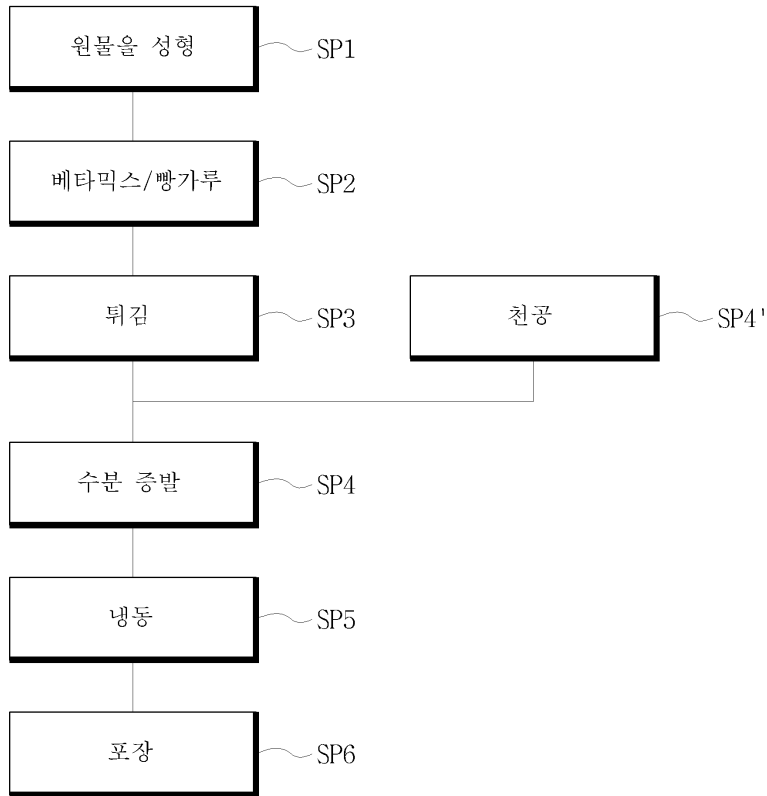 원물을 성형
SP1
베타믹스/빵가루
SP2
튀김
SP3
천공
SP4'
수분 증발
SP4
냉동
SP5
포장
SP6